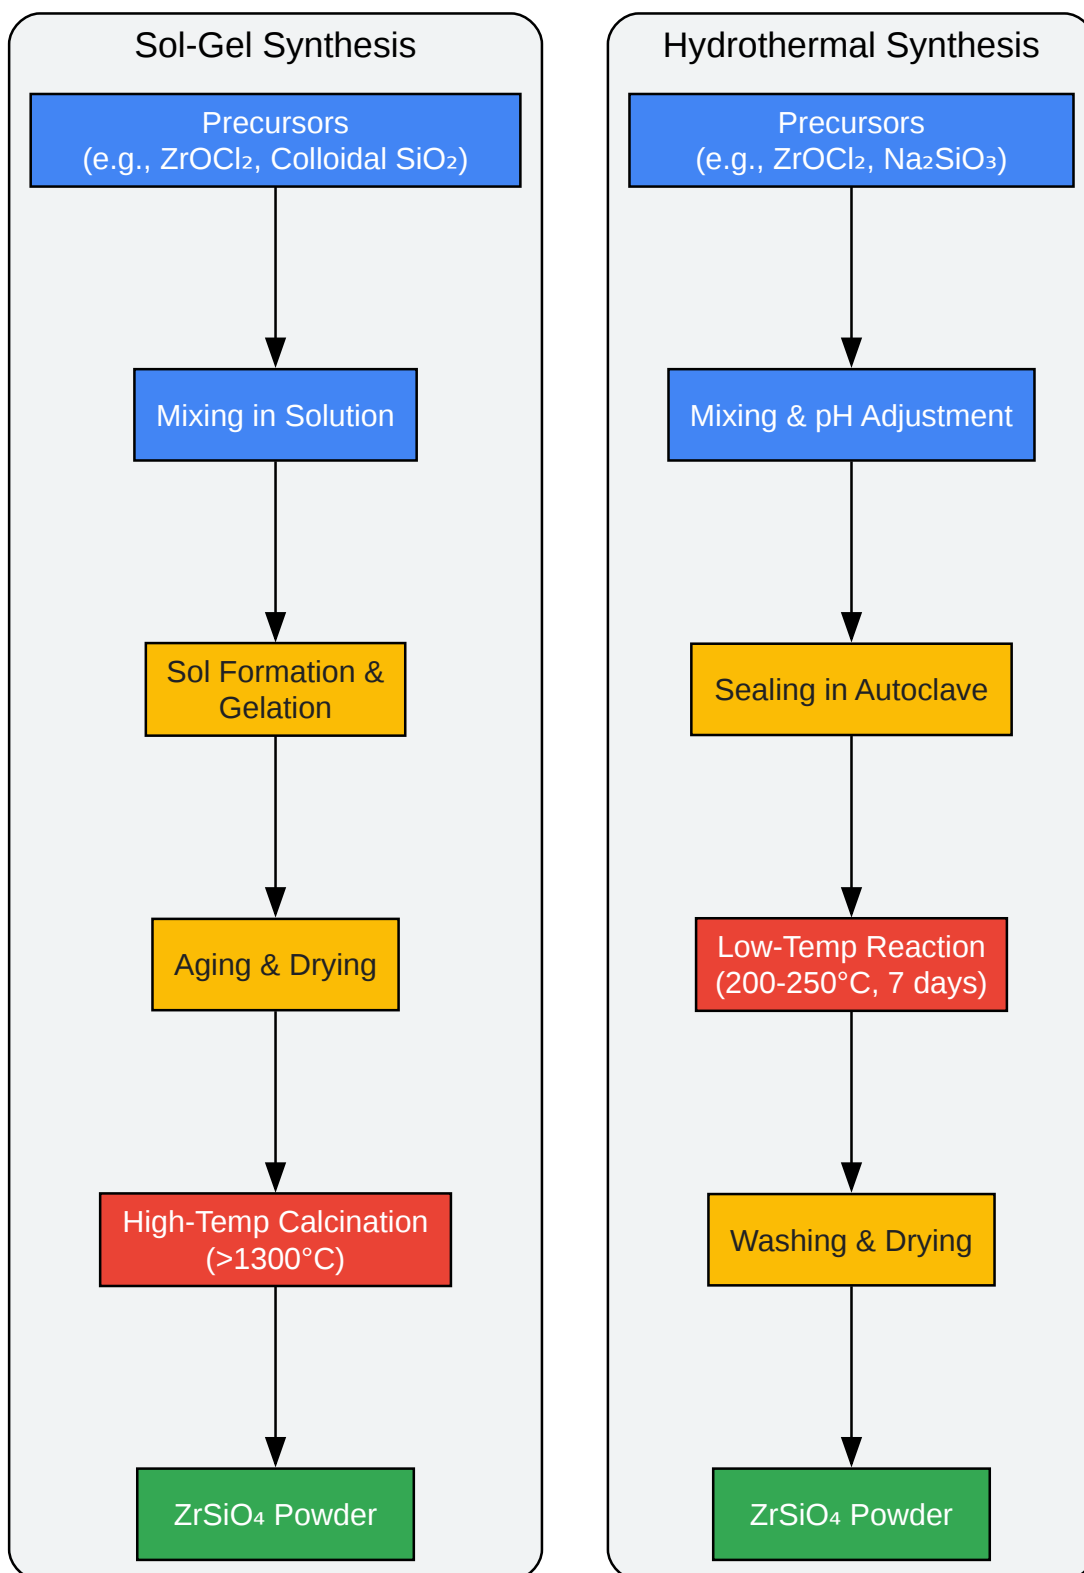 Sol-Gel Synthesis
Precursors
(e.g., ZrOCl₂, Colloidal SiO₂)
Mixing in Solution
Sol Formation &
Gelation
Aging & Drying
High-Temp Calcination
(>1300°C)
ZrSiO₄ Powder
Hydrothermal Synthesis
Precursors
(e.g., ZrOCl₂, Na₂SiO₃)
Mixing & pH Adjustment
Sealing in Autoclave
Low-Temp Reaction
(200-250°C, 7 days)
Washing & Drying
ZrSiO₄ Powder